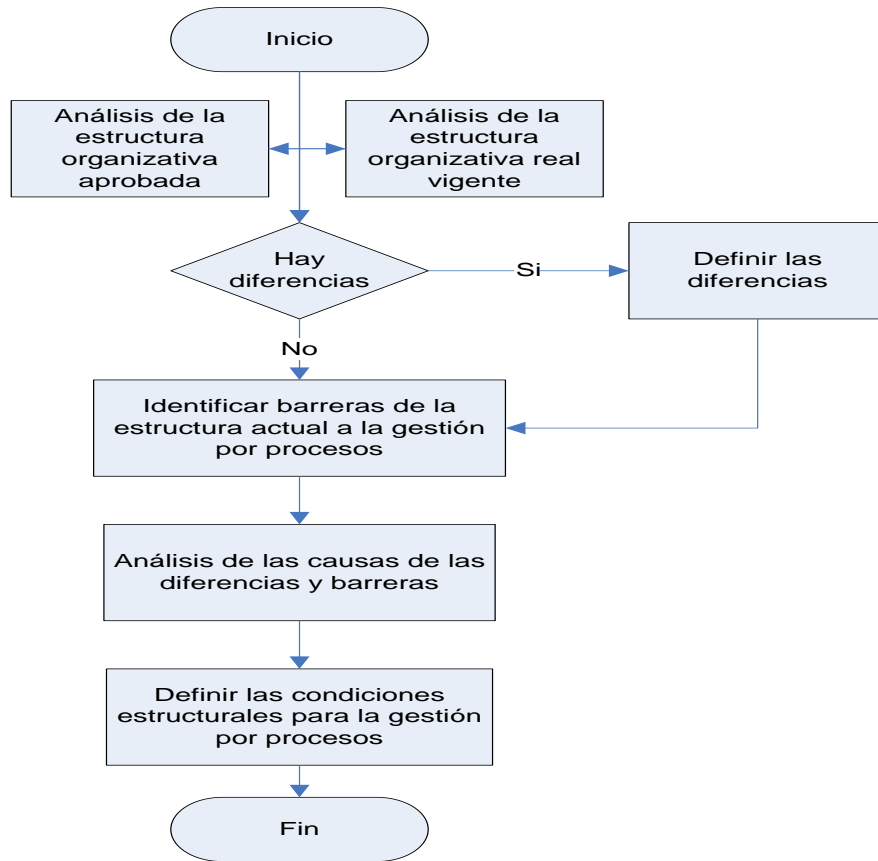 Inicio
Análisis de la
estructura
organizativa
aprobada
Análisis de la
estructura
organizativa real
vigente
Hay
diferencias
Si
Definir las
diferencias
No
Identificar barreras de la
estructura actual a la gestión
por procesos
Análisis de las causas de las
diferencias y barreras
Definir las condiciones
estructurales para la gestión
por procesos
Fin